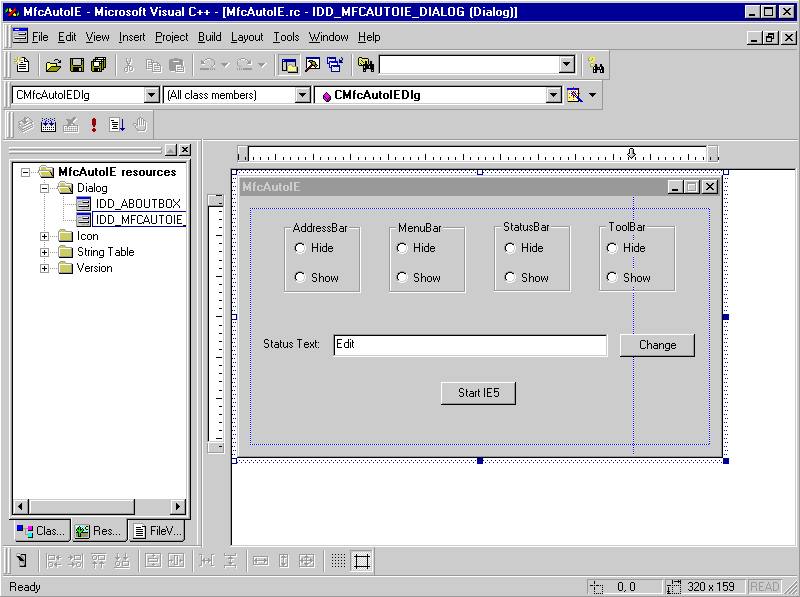 MfcAutoIE - Microsoft Visual C++ - [MfcAutoIE.rc - IDD_MFCAUTOIE_DIALOG (Dialog)]
File Edit View Insert Project Build Layout Tools Window Help
CMfcAutoIEDlg (All class members) CMfcAutoIEDlg
MfcAutoIE resources
Dialog
IDD_ABOUTBOX
IDD_MFCAUTOIE_
Icon
String Table
Version
Clas... Res... FileV...
MfcAutoIE
AddressBar MenuBar StatusBar ToolBar
Hide Hide Hide Hide
Show Show Show Show
Status Text: Edit Change
Start IE5
Ready 0, 0 320 x 159 READ